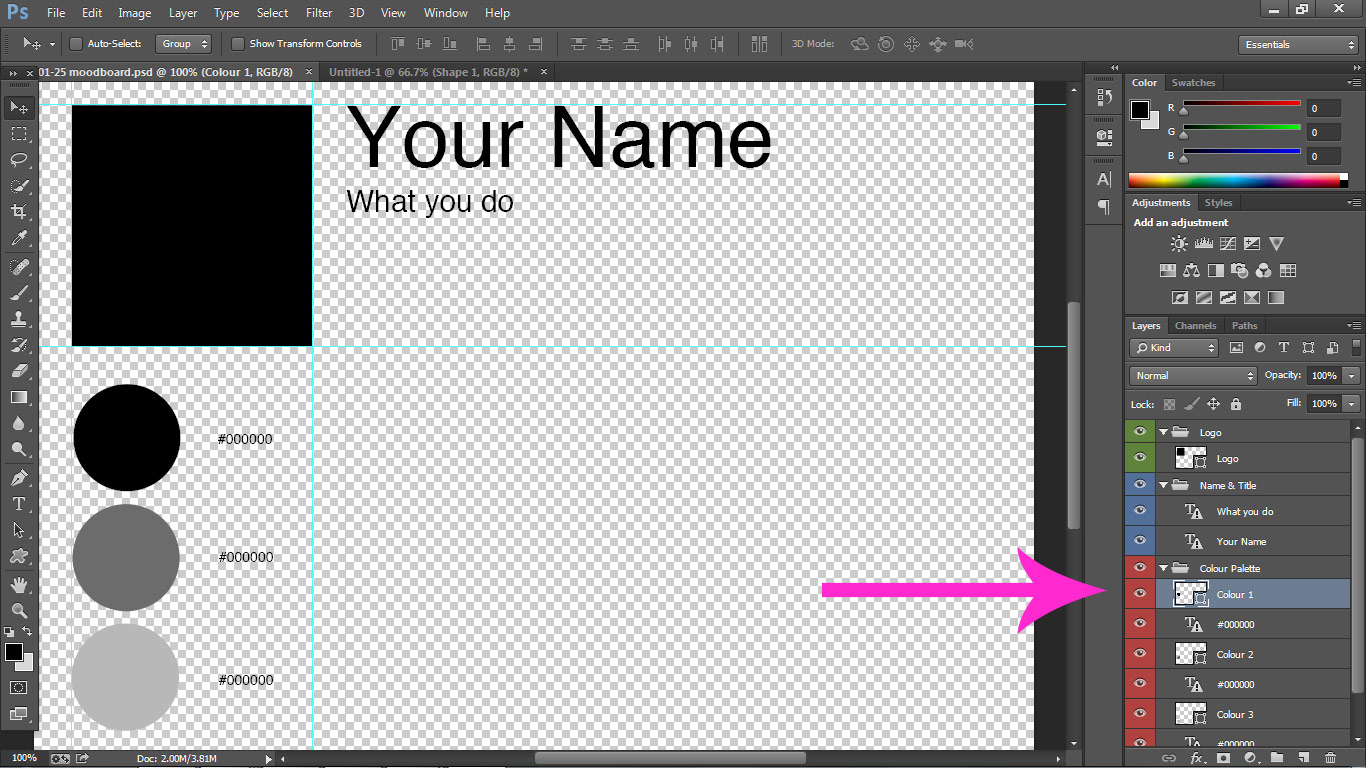 Ps File Edit Image Layer Type Select Filter 3D View Window Help
Auto-Select: Group Show Transform Controls 3D Mode: Essentials
01-25 moodboard.psd @ 100% (Colour 1, RGB/8) × Untitled-1 @ 66.7% (Shape 1, RGB/8) * ×
Color Swatches
R 0
G 0
B 0
Your Name
What you do
#000000
#000000
#000000
Adjustments Styles
Add an adjustment
Layers Channels Paths
Kind
Normal Opacity: 100%
Lock: Fill: 100%
Logo
Logo
Name & Title
What you do
Your Name
Colour Palette
Colour 1
#000000
Colour 2
#000000
Colour 3
#000000
100% Doc: 2.00M/3.81M